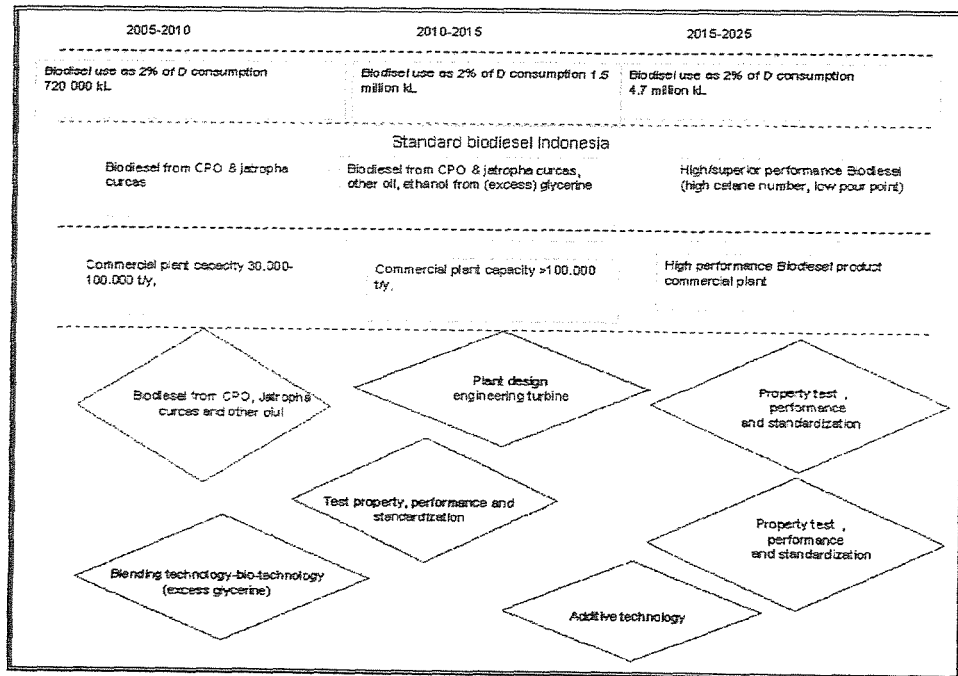 2005-2010
2010-2015
2015-2025
Biodisel use as 2% of D consumption
720 000 kL
Biodisel use as 2% of D consumption 1.5
million kL
Biodisel use as 2% of D consumption
4.7 million kL
Standard biodiesel Indonesia
Biodiesel from CPO & jatropha
curcas
Biodiesel from CPO & jatropha curcas,
other oil, ethanol from (excess) glycerine
High/superior performance Biodiesel
(high cetane number, low pour point)
Commercial plant capacity 30.000-
100.000 t/y,
Commercial plant capacity >100.000
t/y,
High performance Biodiesel product
commercial plant
Biodiesel from CPO, Jatropha
curcas and other
Plant design
engineering turbine
Property test ,
performance
and standardization
Test property, performance and
standardization
Property test ,
performance
and standardization
Blending technology-bio-technology
(excess glycerine)
Additive technology